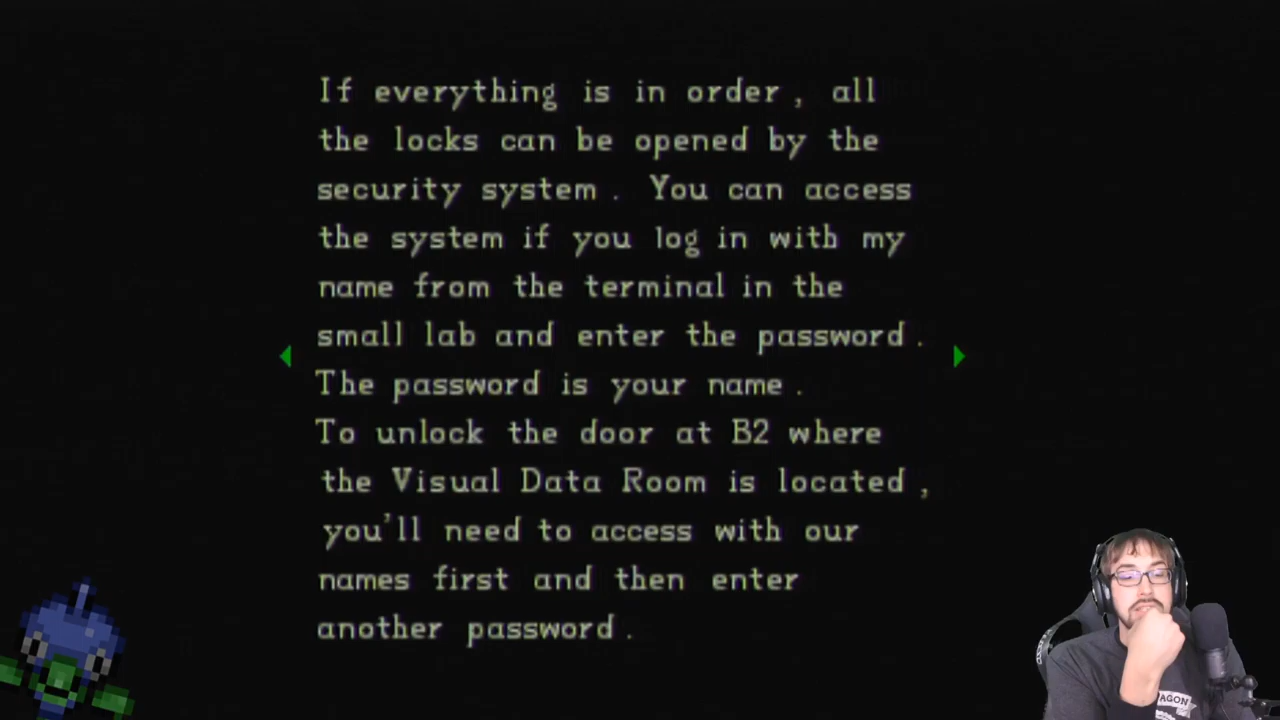 If everything is in order, all
the locks can be opened by the
security system. You can access
the system if you log in with my
name from the terminal in the
small lab and enter the password.
The password is your name.
To unlock the door at B2 where
the Visual Data Room is located,
you'll need to access with our
names first and then enter
another password.
AGON